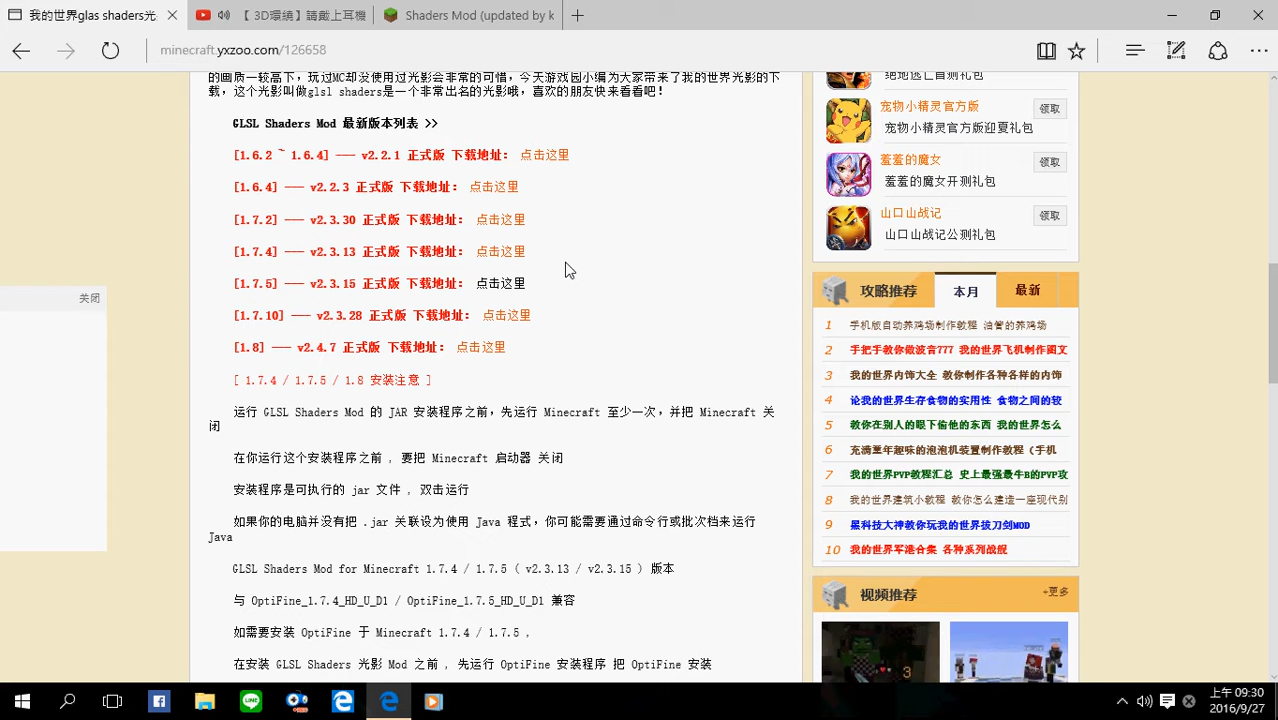 我的世界glas shaders光
【 3D環繞】請戴上耳機
Shaders Mod (updated by k
minecraft.yxzoo.com/126658
的画质一较高下，玩过MC却没使用过光影会非常的可惜，今天游戏园小编为大家带来了我的世界光影的下
载，这个光影叫做glsl shaders是一个非常出名的光影哦，喜欢的朋友快来看看吧！
GLSL Shaders Mod 最新版本列表 >>
[1.6.2 ~ 1.6.4] —— v2.2.1 正式版 下载地址： 点击这里
[1.6.4] —— v2.2.3 正式版 下载地址： 点击这里
[1.7.2] —— v2.3.30 正式版 下载地址： 点击这里
[1.7.4] —— v2.3.13 正式版 下载地址： 点击这里
[1.7.5] —— v2.3.15 正式版 下载地址： 点击这里
[1.7.10] —— v2.3.28 正式版 下载地址： 点击这里
[1.8] —— v2.4.7 正式版 下载地址： 点击这里
[ 1.7.4 / 1.7.5 / 1.8 安装注意 ]
运行 GLSL Shaders Mod 的 JAR 安装程序之前，先运行 Minecraft 至少一次，并把 Minecraft 关
闭
在你运行这个安装程序之前 , 要把 Minecraft 启动器 关闭
安装程序是可执行的 jar 文件 , 双击运行
如果你的电脑并没有把 .jar 关联设为使用 Java 程式，你可能需要通过命令行或批次档来运行
Java
GLSL Shaders Mod for Minecraft 1.7.4 / 1.7.5 ( v2.3.13 / v2.3.15 ) 版本
与 OptiFine_1.7.4_HD_U_D1 / OptiFine_1.7.5_HD_U_D1 兼容
如需要安装 OptiFine 于 Minecraft 1.7.4 / 1.7.5 ,
在安装 GLSL Shaders 光影 Mod 之前 , 先运行 OptiFine 安装程序 把 OptiFine 安装
关闭
绝地逃亡首测礼包
宠物小精灵官方版
领取
宠物小精灵官方版迎夏礼包
羞羞的魔女
领取
羞羞的魔女开测礼包
山口山战记
领取
山口山战记公测礼包
攻略推荐
本月
最新
1 手机版自动养鸡场制作教程 油管的养鸡场
2 手把手教你做波音777 我的世界飞机制作图文
3 我的世界内饰大全 教你制作各种各样的内饰
4 论我的世界生存食物的实用性 食物之间的较
5 教你在别人的眼下偷他的东西 我的世界怎么
6 充满童年趣味的泡泡机装置制作教程（手机
7 我的世界PVP教程汇总 史上最强最牛B的PVP攻
8 我的世界建筑小教程 教你怎么建造一座现代别
9 星科技大神教你玩我的世界拔刀剑MOD
10 我的世界军港合集 各种系列战舰
视频推荐
+更多
上午 09:30
2016/9/27